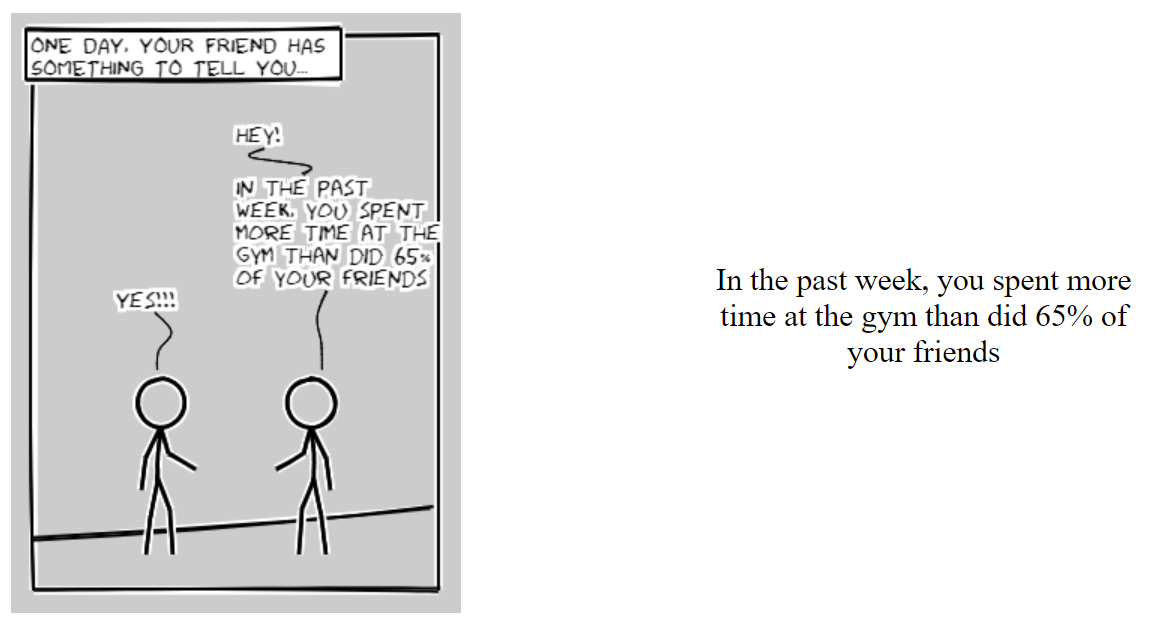 ONE DAY, YOUR FRIEND HAS
SOMETHING TO TELL YOU...
HEY!
IN THE PAST
WEEK, YOU SPENT
MORE TIME AT THE
GYM THAN DID 65%
OF YOUR FRIENDS
YES!!!
In the past week, you spent more
time at the gym than did 65% of
your friends